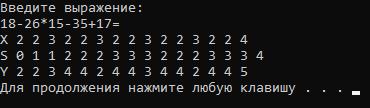 Введите выражение:
18-26*15-35+17=
X 2 2 3 2 2 3 2 2 3 2 2 3 2 2 4
S 0 1 1 2 2 2 3 3 3 2 2 2 3 3 3 4
Y 2 2 3 4 4 2 4 4 3 4 4 2 4 4 5
Для продолжения нажмите любую клавишу . . .